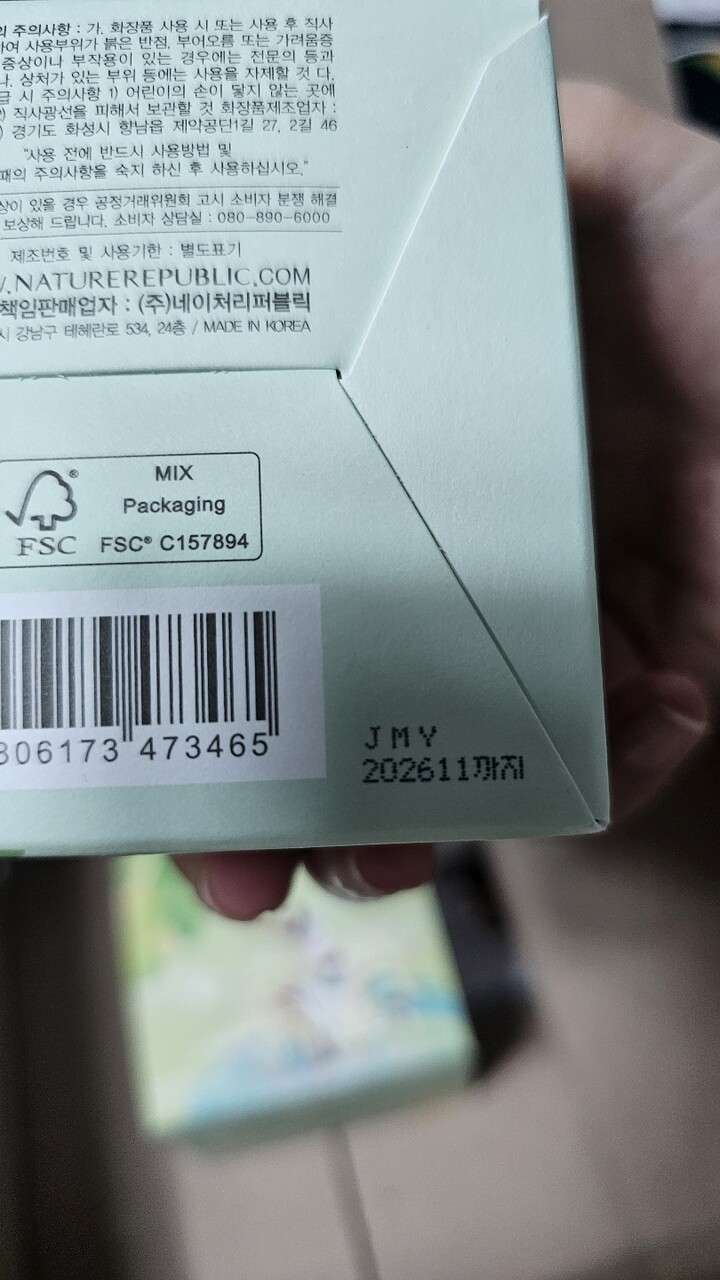 의 주의사항 : 가. 화장품 사용 시 또는 사용 후 직사
하여 사용부위가 붉은 반점, 부어오름 또는 가려움증
증상이나 부작용이 있는 경우에는 전문의 등과
나. 상처가 있는 부위 등에는 사용을 자제할 것 다.
급 시 주의사항 1) 어린이의 손이 닿지 않는 곳에
2) 직사광선을 피해서 보관할 것 화장품제조업자 :
) 경기도 화성시 향남읍 제약공단1길 27, 2길 46
"사용 전에 반드시 사용방법 및
때의 주의사항을 숙지 하신 후 사용하십시오."
상이 있을 경우 공정거래위원회 고시 소비자 분쟁 해결
보상해 드립니다. 소비자 상담실 : 080-890-6000
제조번호 및 사용기한 : 별도표기
.NATUREREPUBLIC.COM
책임판매업자 : (주)네이처리퍼블릭
시 강남구 테헤란로 534, 24층 / MADE IN KOREA
MIX
Packaging
FSC FSC® C157894
806173 473465
JMY
202611까지